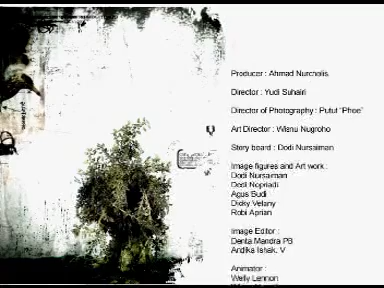 Producer : Ahmad Nurcholis
Director : Yudi Suhairi
Director of Photography : Putut "Phoe"
Art Director : Wisnu Nugroho
Story board : Dodi Nursaiman
Image figures and Art work :
Dodi Nursaiman
Dedi Nopriadi
Agus Budi
Dicky Velany
Robi Aprian
Image Editor :
Denta Mandra PB
Andika Ishak. V
Animator :
Welly Lennon